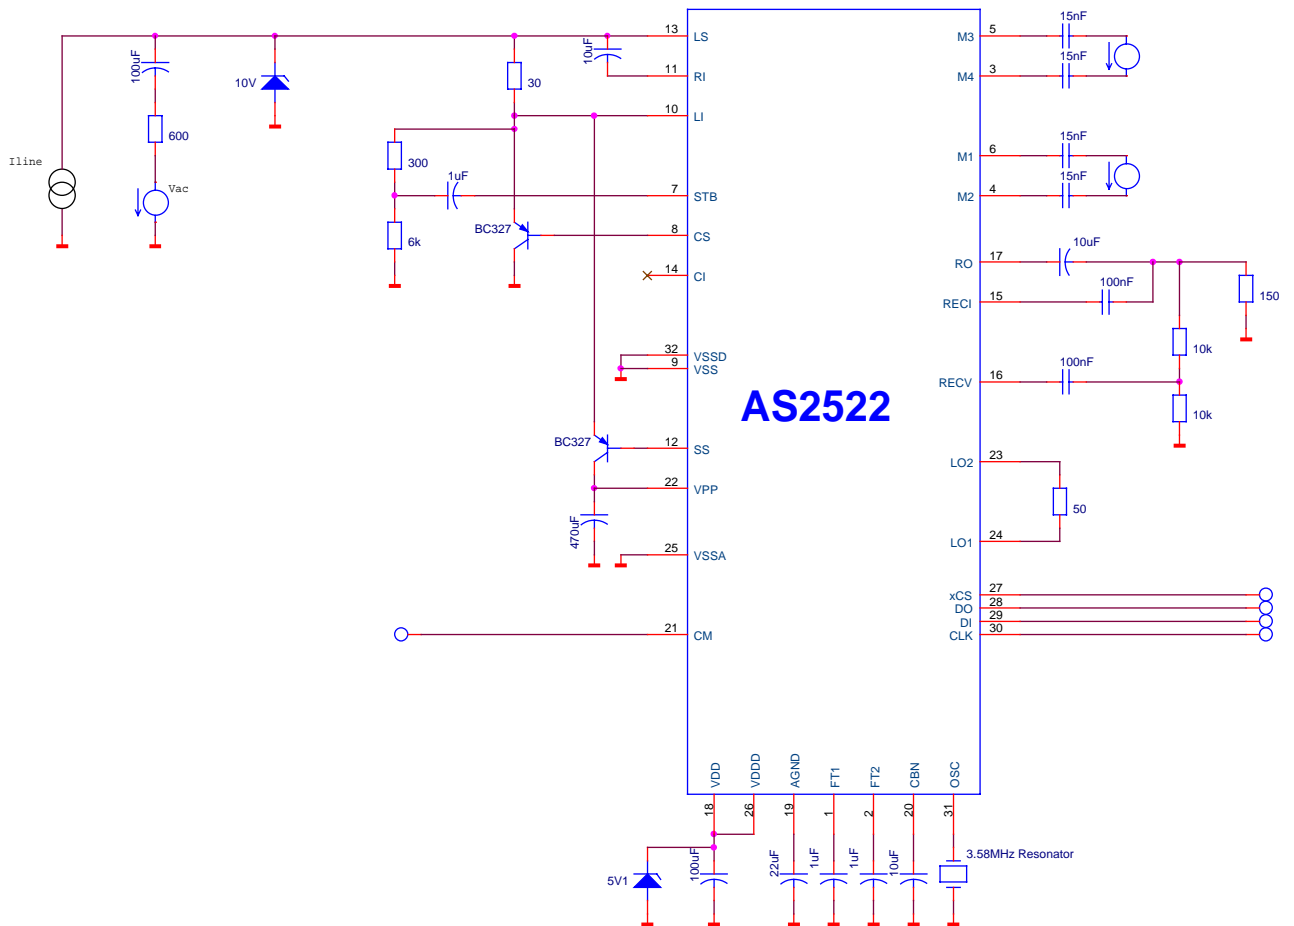 13 LS
11 RI
10 LI
7 STB
8 CS
14 CI
32 VSSD
9 VSS
12 SS
22 VPP
25 VSSA
21 CM
Iline
100uF
600
Vac
10V
10uF
30
300
1uF
6k
BC327
BC327
470uF
AS2522
M3 5
M4 3
M1 6
M2 4
RO 17
RECI 15
RECV 16
LO2 23
LO1 24
xCS 27
DO 28
DI 29
CLK 30
15nF
15nF
15nF
15nF
10uF
100nF
150
10k
100nF
10k
50
VDD 18
VDDD 26
AGND 19
FT1 1
FT2 2
CBN 20
OSC 31
5V1
100uF
22uF
1uF
1uF
10uF
3.58MHz Resonator